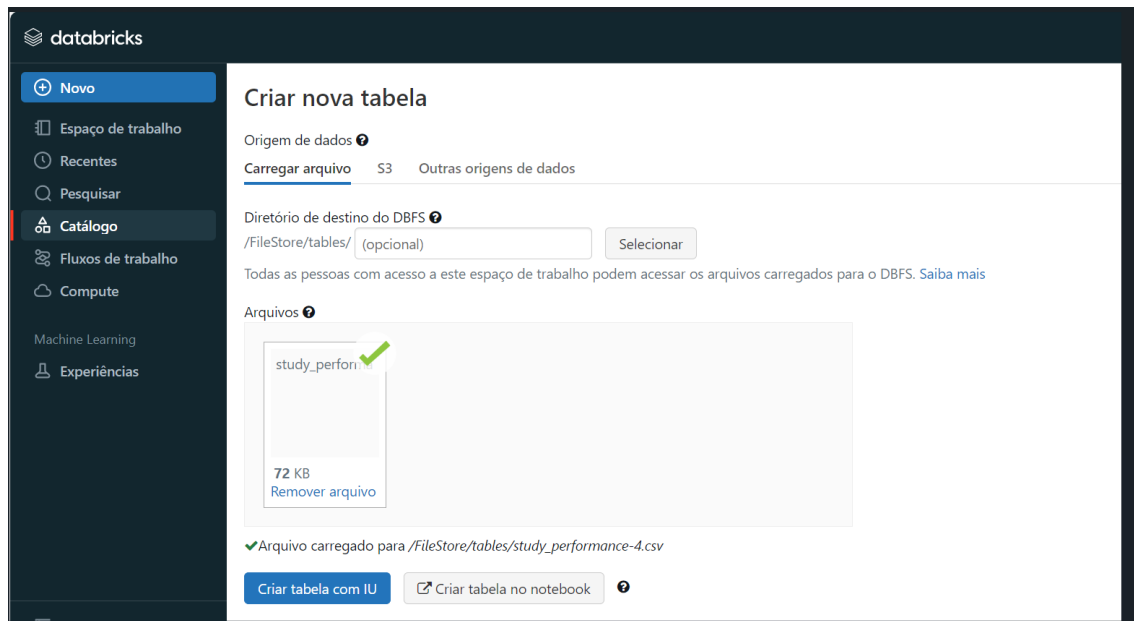 databricks
Novo
Espaço de trabalho
Recentes
Pesquisar
Catálogo
Fluxos de trabalho
Compute
Machine Learning
Experiências
Criar nova tabela
Origem de dados ?
Carregar arquivo S3 Outras origens de dados
Diretório de destino do DBFS ?
/FileStore/tables/ (opcional) Selecionar
Todas as pessoas com acesso a este espaço de trabalho podem acessar os arquivos carregados para o DBFS. Saiba mais
Arquivos ?
study_perform
72 KB
Remover arquivo
Arquivo carregado para /FileStore/tables/study_performance-4.csv
Criar tabela com IU Criar tabela no notebook ?